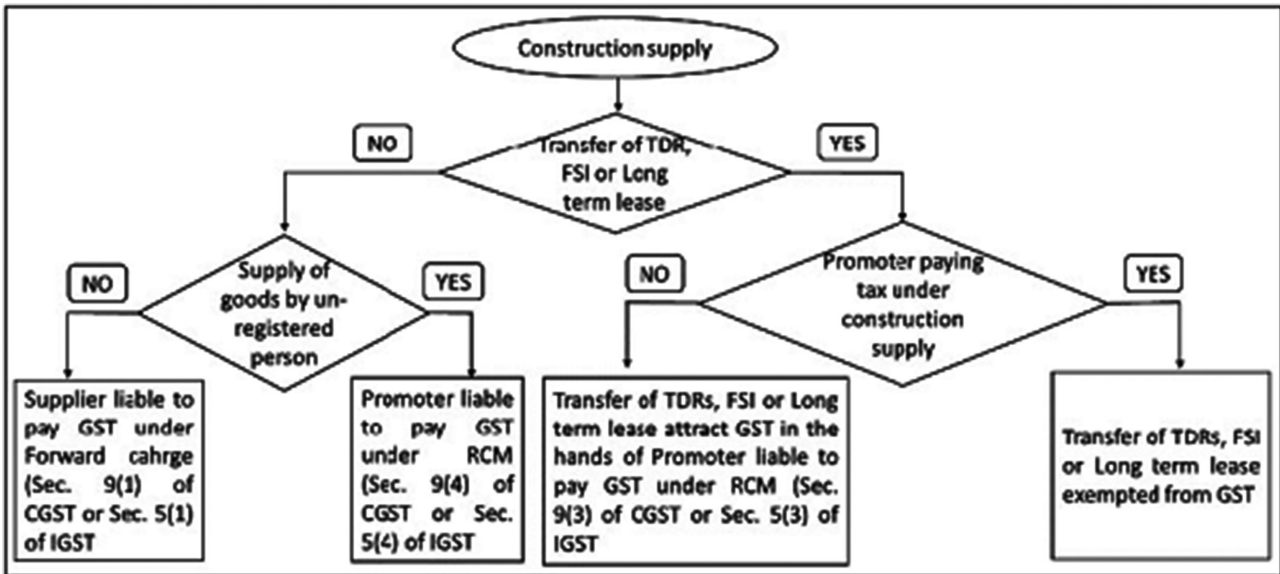 Construction supply
NO
Transfer of TDR,
FSI or Long
term lease
YES
NO
Supply of
goods by un-
registered
person
YES
NO
Promoter paying
tax under
construction
supply
YES
Supplier liable to
pay GST under
Forward cahrge
(Sec. 9(1) of
CGST or Sec. 5(1)
of IGST
Promoter liable
to pay GST
under RCM
(Sec. 9(4) of
CGST or Sec.
5(4) of IGST
Transfer of TDRs, FSI or Long
term lease attract GST in the
hands of Promoter liable to
pay GST under RCM (Sec.
9(3) of CGST or Sec. 5(3) of
IGST
Transfer of TDRs, FSI
or Long term lease
exempted from GST